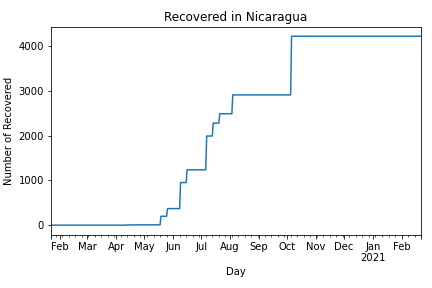 Recovered in Nicaragua
4000
3000
2000
1000
0
Number of Recovered
Feb Mar Apr May Jun Jul Aug Sep Oct Nov Dec Jan Feb
2021
Day